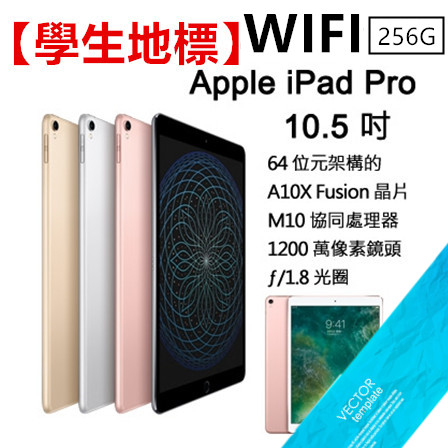 【學生地標】WIFI 256G
Apple iPad Pro
10.5 吋
64 位元架構的
A10X Fusion 晶片
M10 協同處理器
1200 萬像素鏡頭
ƒ/1.8 光圈
9:41
VECTOR
template